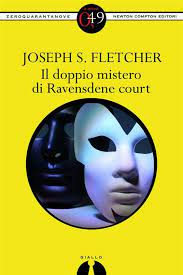 ZEROQUARANTANOVE
0,49
NEWTON COMPTON EDITORI
JOSEPH S. FLETCHER
Il doppio mistero
di Ravensdene court
GIALLO